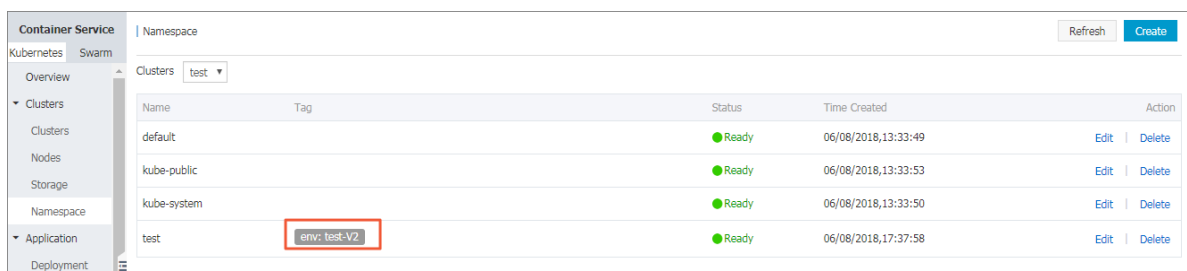 Container Service
Kubernetes Swarm
Overview
Clusters
Clusters
Nodes
Storage
Namespace
Application
Deployment
Namespace
Refresh Create
Clusters test
Name Tag Status Time Created Action
default Ready 06/08/2018,13:33:49 Edit | Delete
kube-public Ready 06/08/2018,13:33:53 Edit | Delete
kube-system Ready 06/08/2018,13:33:50 Edit | Delete
test env: test-V2 Ready 06/08/2018,17:37:58 Edit | Delete